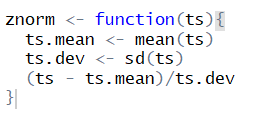 znorm <- function(ts){
  ts.mean <- mean(ts)
  ts.dev <- sd(ts)
  (ts - ts.mean)/ts.dev
}